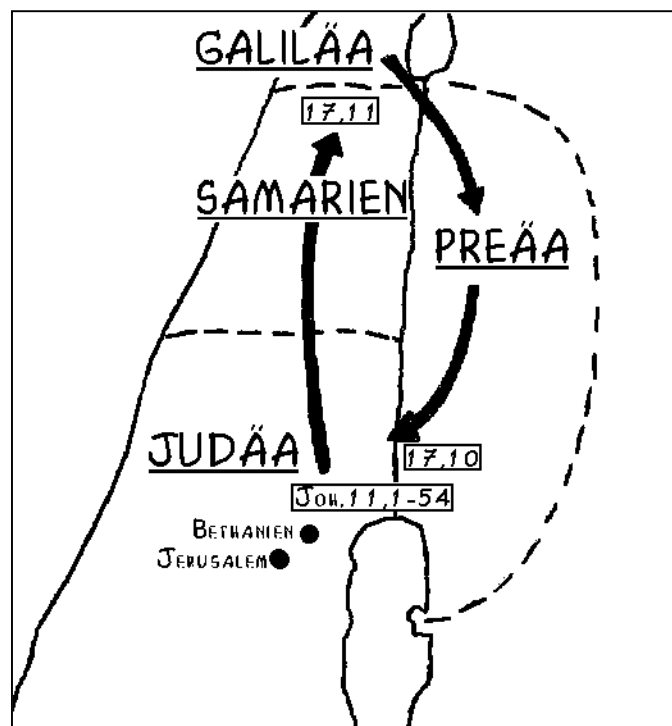 GALILÄA
17,11
SAMARIEN
PREÄA
JUDÄA
17,10
JOH.11,1-54
BETHANIEN
JERUSALEM